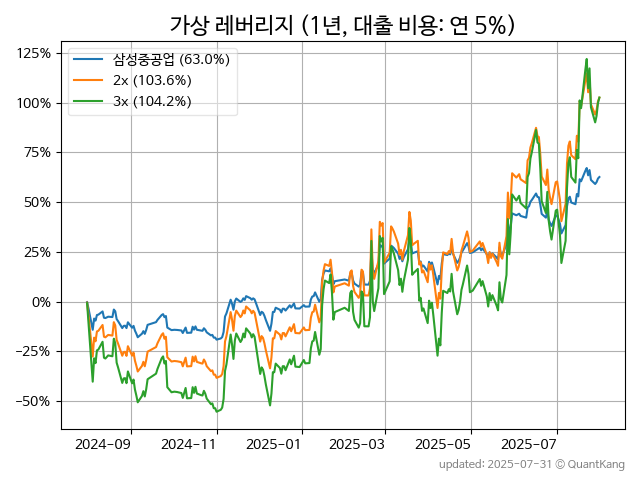 가상 레버리지 (1년, 대출 비용: 연 5%)
삼성중공업 (63.0%)
2x (103.6%)
3x (104.2%)
125%
100%
75%
50%
25%
0%
−25%
−50%
2024-09 2024-11 2025-01 2025-03 2025-05 2025-07
updated: 2025-07-31 © QuantKang